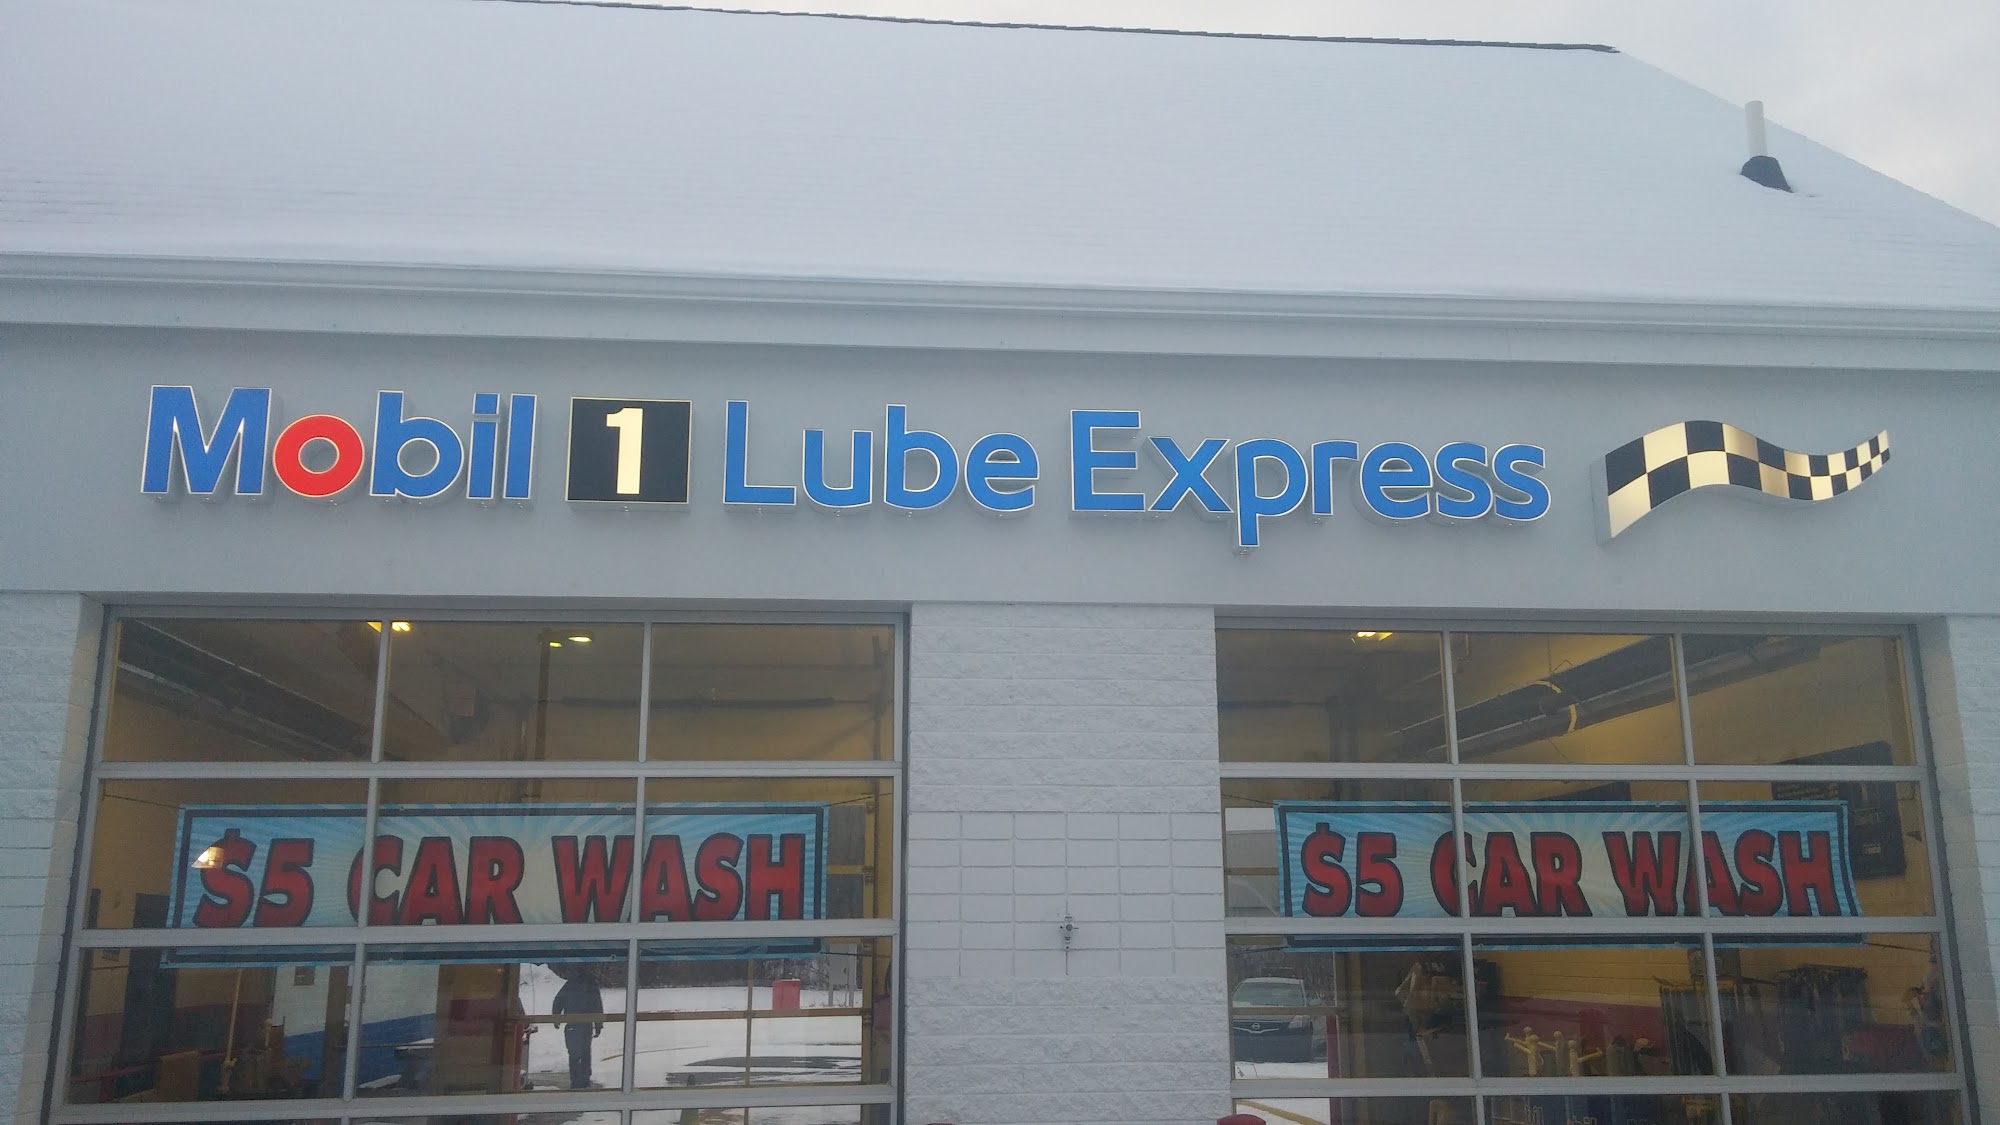 Mobil 1 Lube Express
$5 CAR WASH
$5 CAR WASH